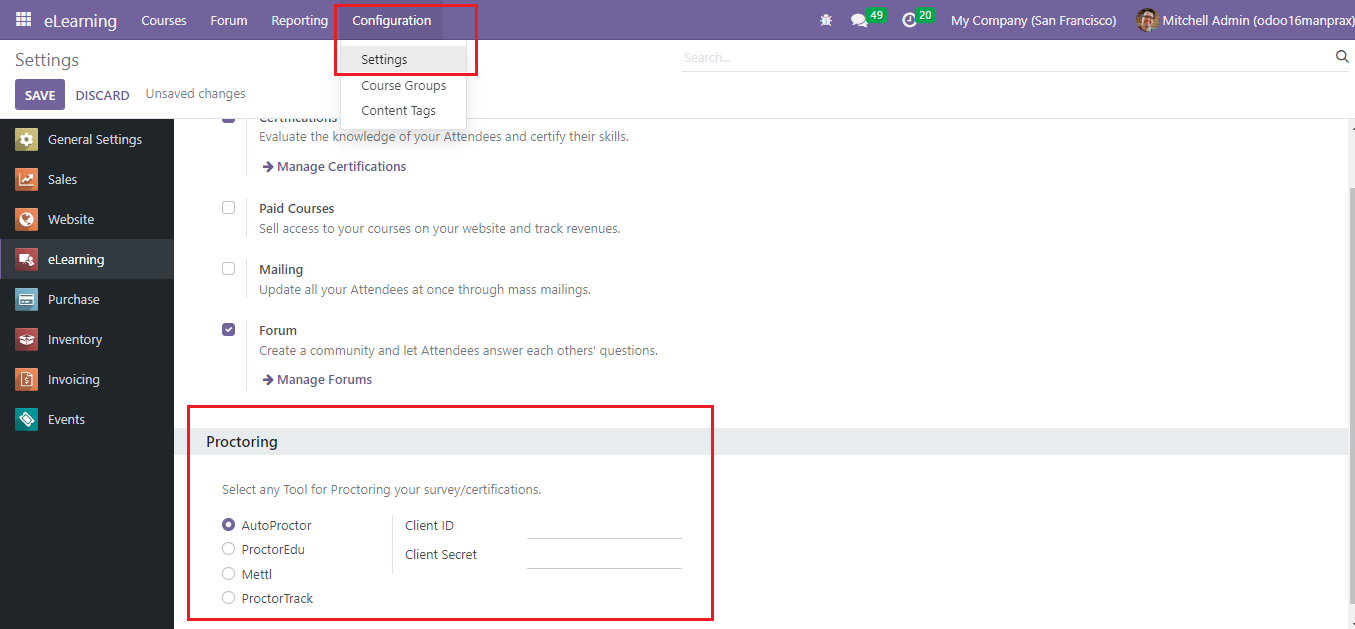 eLearning Courses Forum Reporting Configuration 49 20 My Company (San Francisco) Mitchell Admin (odoo16manprax)
Settings Search...
SAVE DISCARD Unsaved changes
Settings
Course Groups
Content Tags
General Settings
Sales
Website
eLearning
Purchase
Inventory
Invoicing
Events
Certifications
Evaluate the knowledge of your Attendees and certify their skills.
Manage Certifications
Paid Courses
Sell access to your courses on your website and track revenues.
Mailing
Update all your Attendees at once through mass mailings.
Forum
Create a community and let Attendees answer each others' questions.
Manage Forums
Proctoring
Select any Tool for Proctoring your survey/certifications.
AutoProctor
ProctorEdu
Mettl
ProctorTrack
Client ID
Client Secret